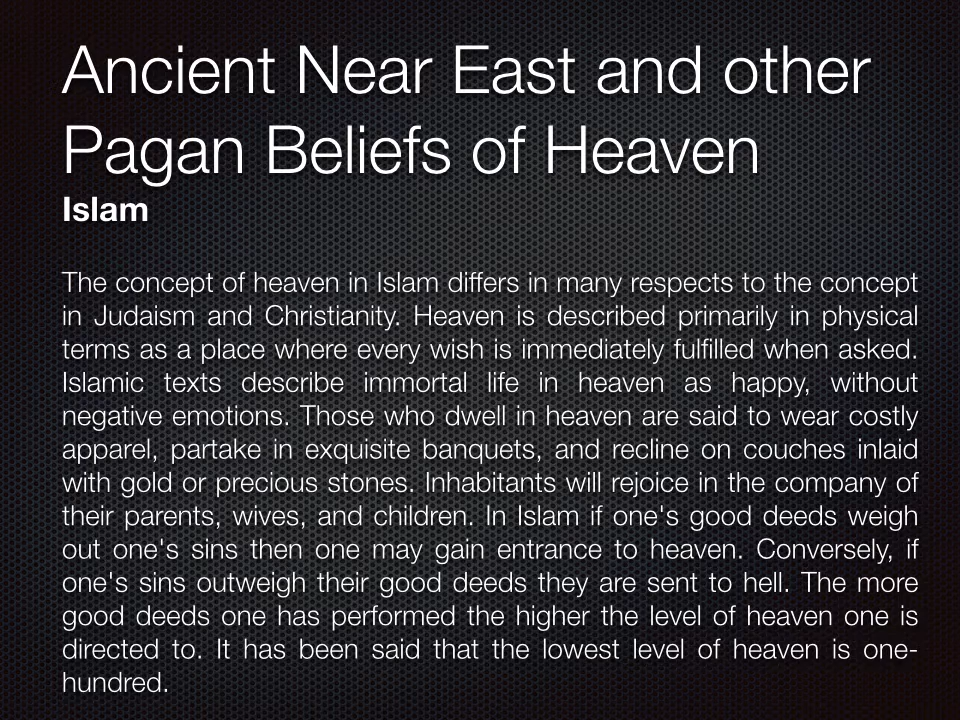 Ancient Near East and other
Pagan Beliefs of Heaven
Islam
The concept of heaven in Islam differs in many respects to the concept
in Judaism and Christianity. Heaven is described primarily in physical
terms as a place where every wish is immediately fulfilled when asked.
Islamic texts describe immortal life in heaven as happy, without
negative emotions. Those who dwell in heaven are said to wear costly
apparel, partake in exquisite banquets, and recline on couches inlaid
with gold or precious stones. Inhabitants will rejoice in the company of
their parents, wives, and children. In Islam if one's good deeds weigh
out one's sins then one may gain entrance to heaven. Conversely, if
one's sins outweigh their good deeds they are sent to hell. The more
good deeds one has performed the higher the level of heaven one is
directed to. It has been said that the lowest level of heaven is one-
hundred.